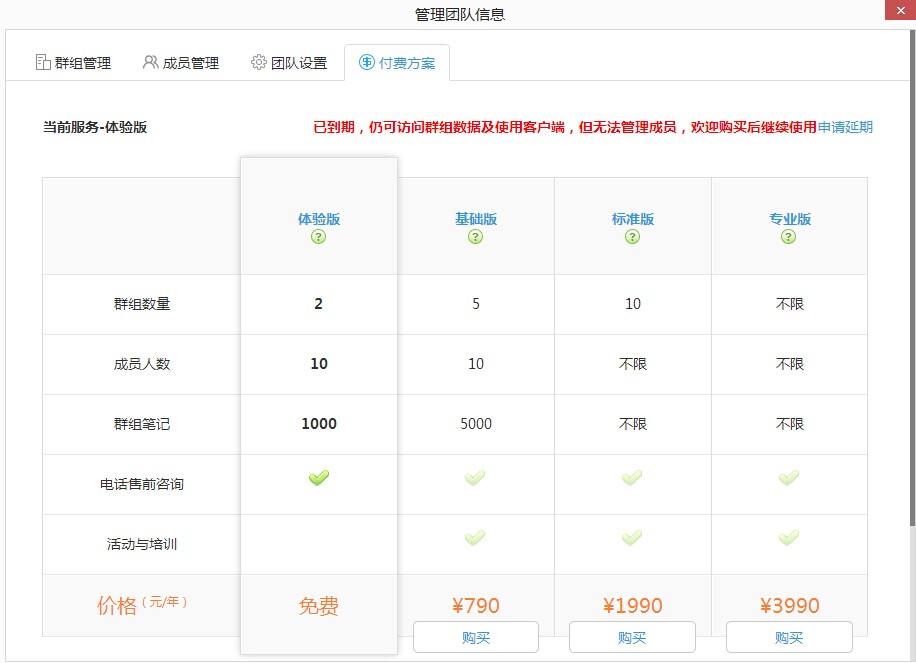 管理团队信息
群组管理 成员管理 团队设置 付费方案
当前服务-体验版 已到期，仍可访问群组数据及使用客户端，但无法管理成员，欢迎购买后继续使用申请延期
体验版 基础版 标准版 专业版
? ? ? ?
群组数量 2 5 10 不限
成员人数 10 10 不限 不限
群组笔记 1000 5000 不限 不限
电话售前咨询
活动与培训
价格（元/年） 免费 ¥790 ¥1990 ¥3990
购买 购买 购买